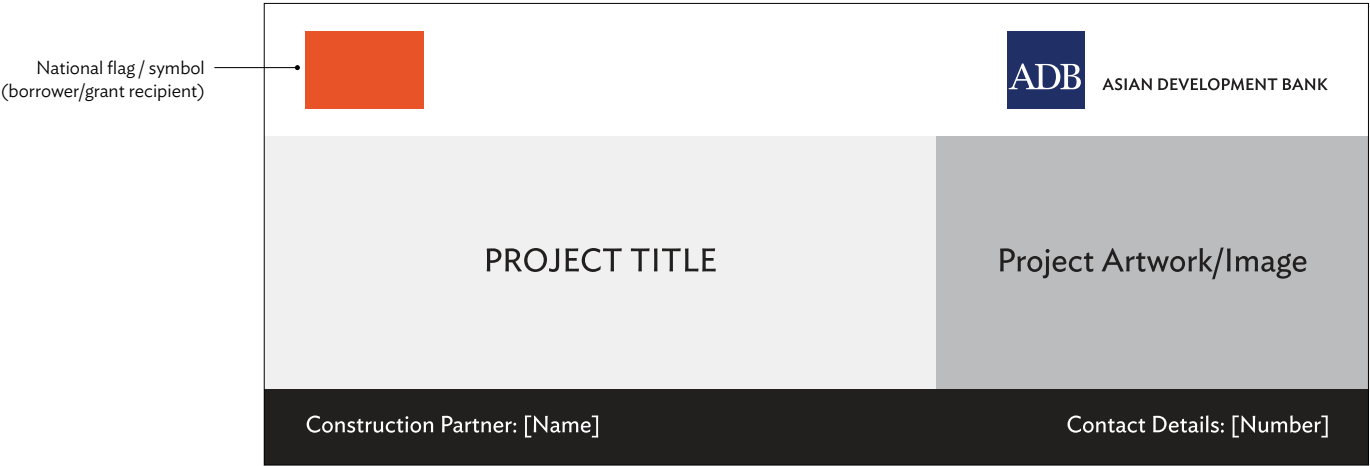 National flag / symbol
(borrower/grant recipient)
ADB
ASIAN DEVELOPMENT BANK
PROJECT TITLE
Project Artwork/Image
Construction Partner: [Name]
Contact Details: [Number]